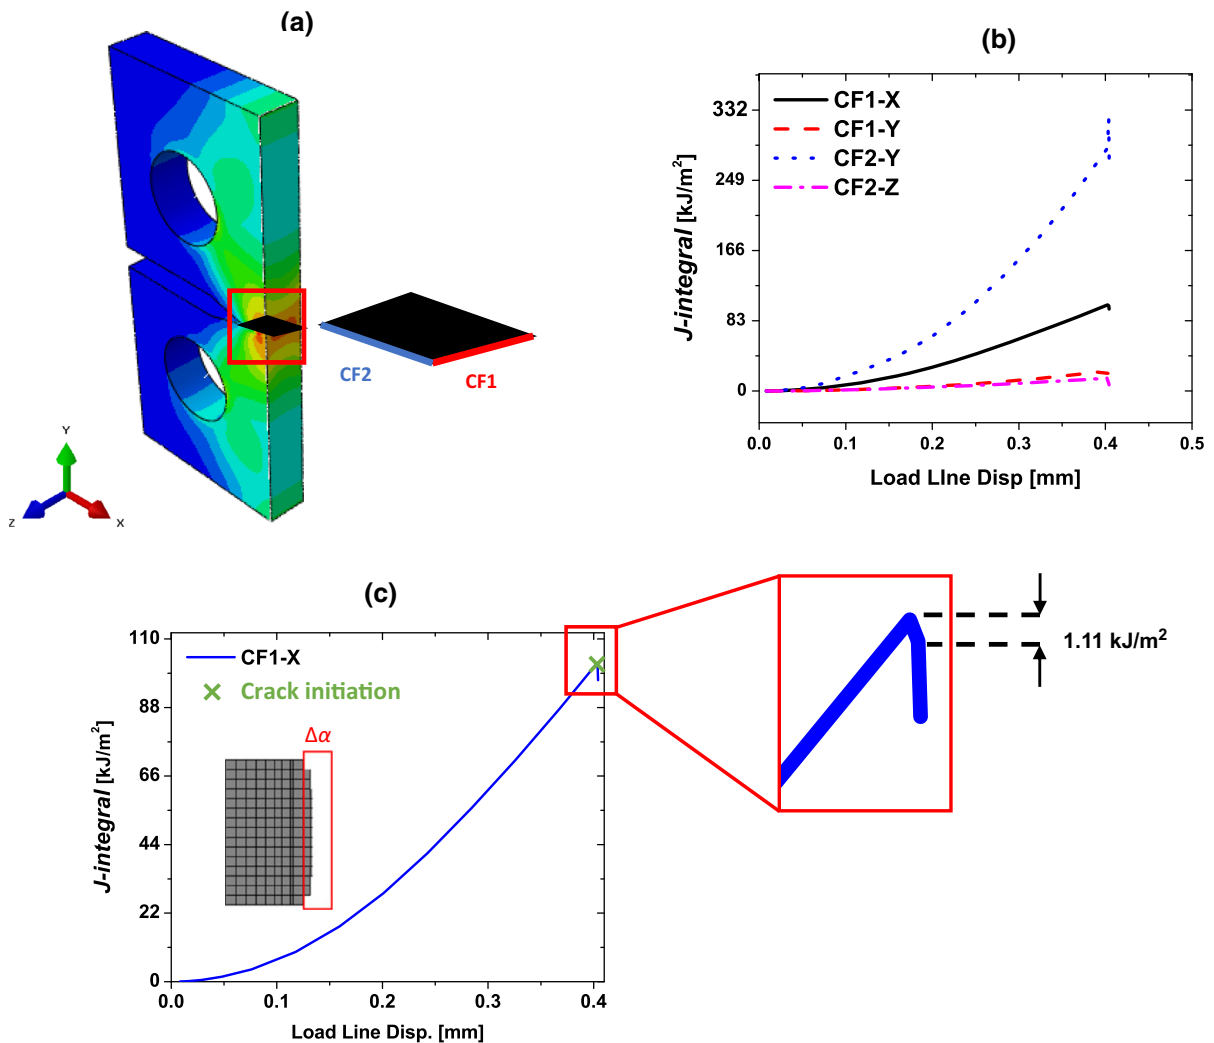 (a)
CF2
CF1
Y
Z
X
(b)
CF1-X
CF1-Y
CF2-Y
CF2-Z
J-integral [kJ/m²]
332
249
166
83
0
0.0 0.1 0.2 0.3 0.4 0.5
Load LIne Disp [mm]
(c)
CF1-X
Crack initiation
Δα
J-integral [kJ/m²]
110
88
66
44
22
0
0.0 0.1 0.2 0.3 0.4
Load Line Disp. [mm]
1.11 kJ/m²